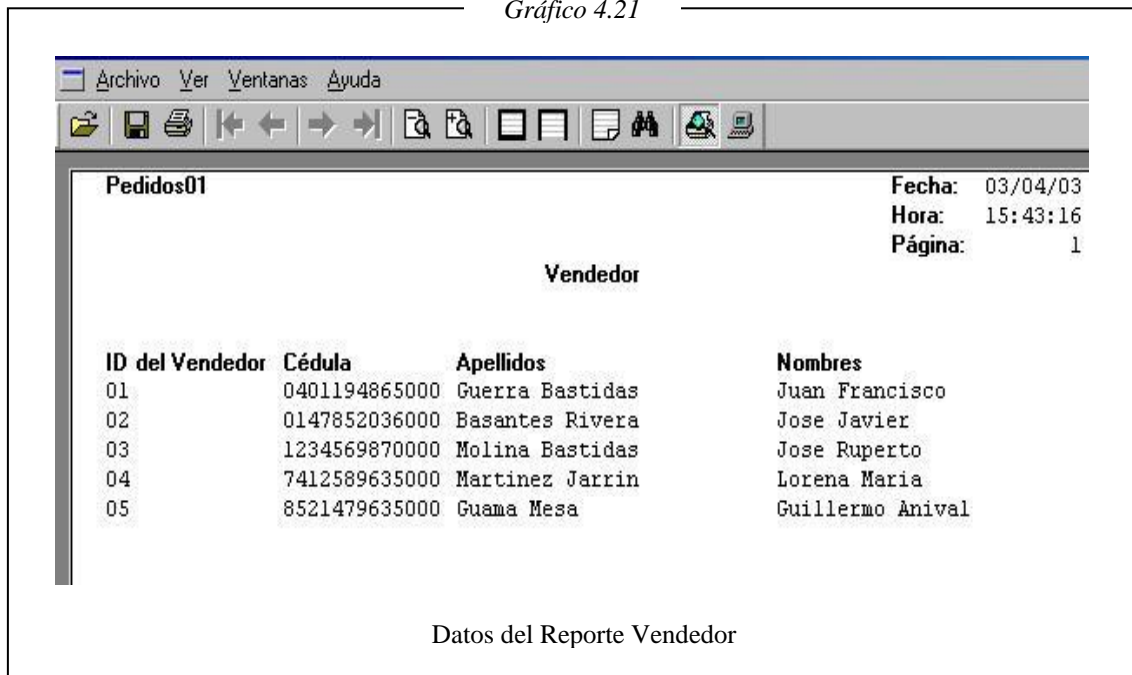 Gráfico 4.21
Archivo Ver Ventanas Ayuda
Pedidos01 Fecha: 03/04/03
Hora: 15:43:16
Página: 1
Vendedor
ID del Vendedor Cédula Apellidos Nombres
01 0401194865000 Guerra Bastidas Juan Francisco
02 0147852036000 Basantes Rivera Jose Javier
03 1234569870000 Molina Bastidas Jose Ruperto
04 7412589635000 Martinez Jarrin Lorena Maria
05 8521479635000 Guama Mesa Guillermo Anival
Datos del Reporte Vendedor